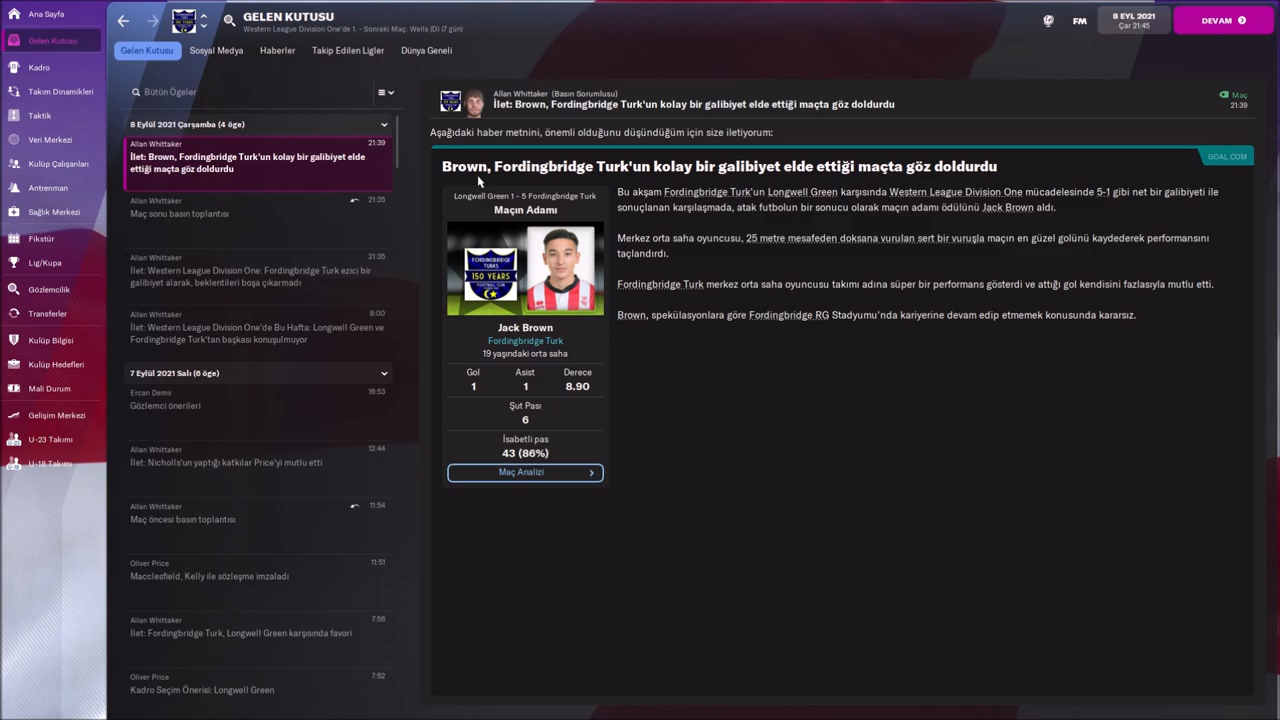 Ana Sayfa
Gelen Kutusu
Kadro
Takım Dinamikleri
Taktik
Veri Merkezi
Kulüp Çalışanları
Antrenman
Sağlık Merkezi
Fikstür
Lig/Kupa
Gözlemcilik
Transferler
Kulüp Bilgisi
Kulüp Hedefleri
Mali Durum
Gelişim Merkezi
U-23 Takımı
U-18 Takımı
GELEN KUTUSU
Western League Division One'de 1. - Sonraki Maç: Wells (D) (7 gün)
FM
8 EYL 2021
Çar 21:45
DEVAM
Gelen Kutusu Sosyal Medya Haberler Takip Edilen Ligler Dünya Geneli
Bütün Ögeler
8 Eylül 2021 Çarşamba (4 öge)
Allan Whittaker 21:39
İlet: Brown, Fordingbridge Turk'un kolay bir galibiyet elde
ettiği maçta göz doldurdu
Allan Whittaker 21:35
Maç sonu basın toplantısı
Allan Whittaker 21:35
İlet: Western League Division One: Fordingbridge Turk ezici bir
galibiyet alarak, beklentileri boşa çıkarmadı
Allan Whittaker 8:00
İlet: Western League Division One'de Bu Hafta: Longwell Green ve
Fordingbridge Turk'tan başkası konuşulmuyor
7 Eylül 2021 Salı (6 öge)
Ercan Demir 16:53
Gözlemci önerileri
Allan Whittaker 12:44
İlet: Nicholls'un yaptığı katkılar Price'yi mutlu etti
Allan Whittaker 11:54
Maç öncesi basın toplantısı
Oliver Price 11:51
Macclesfield, Kelly ile sözleşme imzaladı
Allan Whittaker 7:56
İlet: Fordingbridge Turk, Longwell Green karşısında favori
Oliver Price 7:52
Kadro Seçim Önerisi: Longwell Green
Allan Whittaker (Basın Sorumlusu)
İlet: Brown, Fordingbridge Turk'un kolay bir galibiyet elde ettiği maçta göz doldurdu
Maç
21:39
Aşağıdaki haber metnini, önemli olduğunu düşündüğüm için size iletiyorum:
GOAL.COM
Brown, Fordingbridge Turk'un kolay bir galibiyet elde ettiği maçta göz doldurdu
Longwell Green 1 - 5 Fordingbridge Turk
Maçın Adamı
FORDINGBRIDGE
TURKS
150 YEARS
FOOTBALL CLUB
Jack Brown
Fordingbridge Turk
19 yaşındaki orta saha
Gol Asist Derece
1 1 8.90
Şut Pası
6
İsabetli pas
43 (86%)
Maç Analizi
Bu akşam Fordingbridge Turk'un Longwell Green karşısında Western League Division One mücadelesinde 5-1 gibi net bir galibiyeti ile
sonuçlanan karşılaşmada, atak futbolun bir sonucu olarak maçın adamı ödülünü Jack Brown aldı.
Merkez orta saha oyuncusu, 25 metre mesafeden doksana vurulan sert bir vuruşla maçın en güzel golünü kaydederek performansını
taçlandırdı.
Fordingbridge Turk merkez orta saha oyuncusu takımı adına süper bir performans gösterdi ve attığı gol kendisini fazlasıyla mutlu etti.
Brown, spekülasyonlara göre Fordingbridge RG Stadyumu'nda kariyerine devam edip etmemek konusunda kararsız.